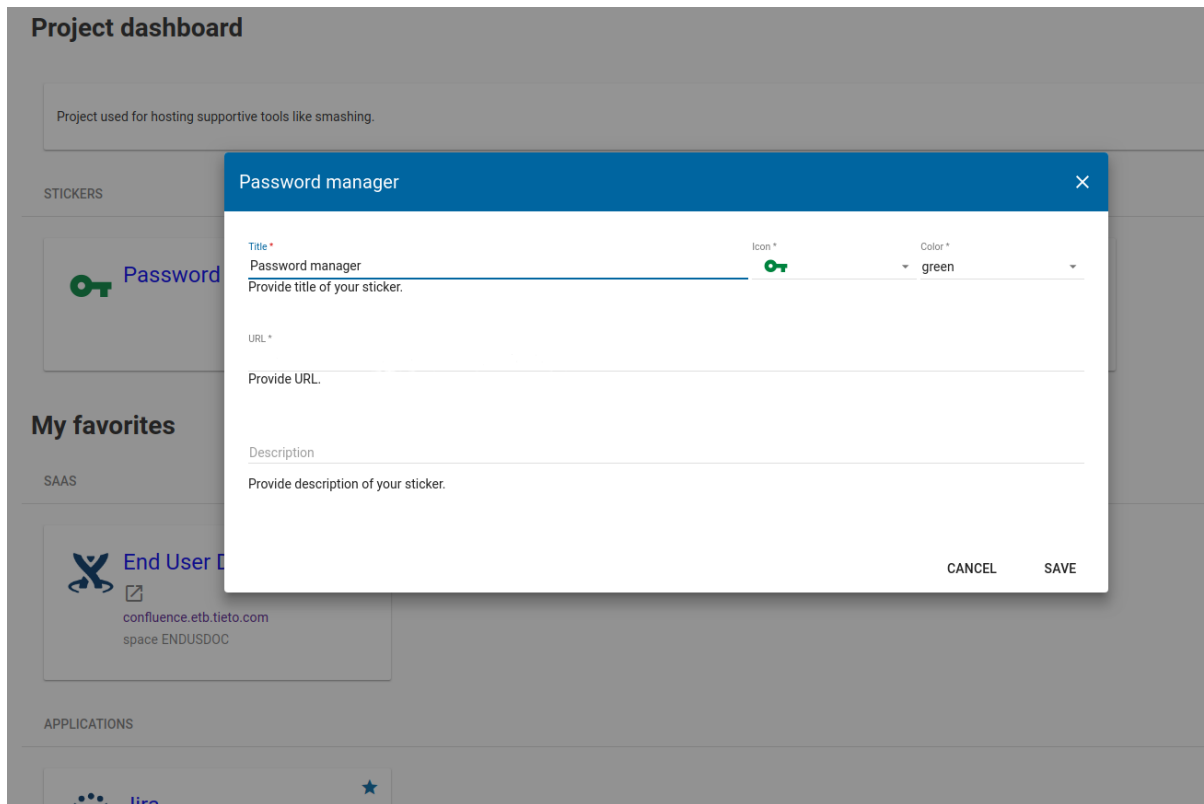 Project dashboard
Project used for hosting supportive tools like smashing.
STICKERS
Password
Password manager
Title *
Icon *
Color *
Password manager
green
Provide title of your sticker.
URL *
Provide URL.
Description
Provide description of your sticker.
CANCEL SAVE
My favorites
SAAS
End User
confluence.etb.tieto.com
space ENDUSDOC
APPLICATIONS
Jira